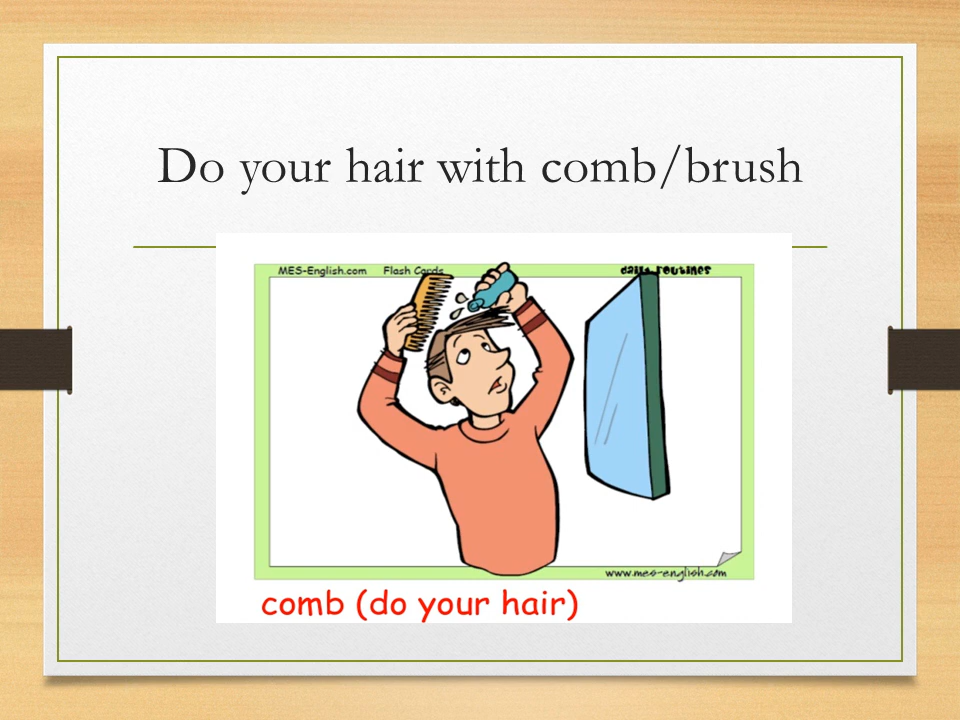 Do your hair with comb/brush
MES-English.com Flash Cards daily routines
www.mes-english.com
comb (do your hair)